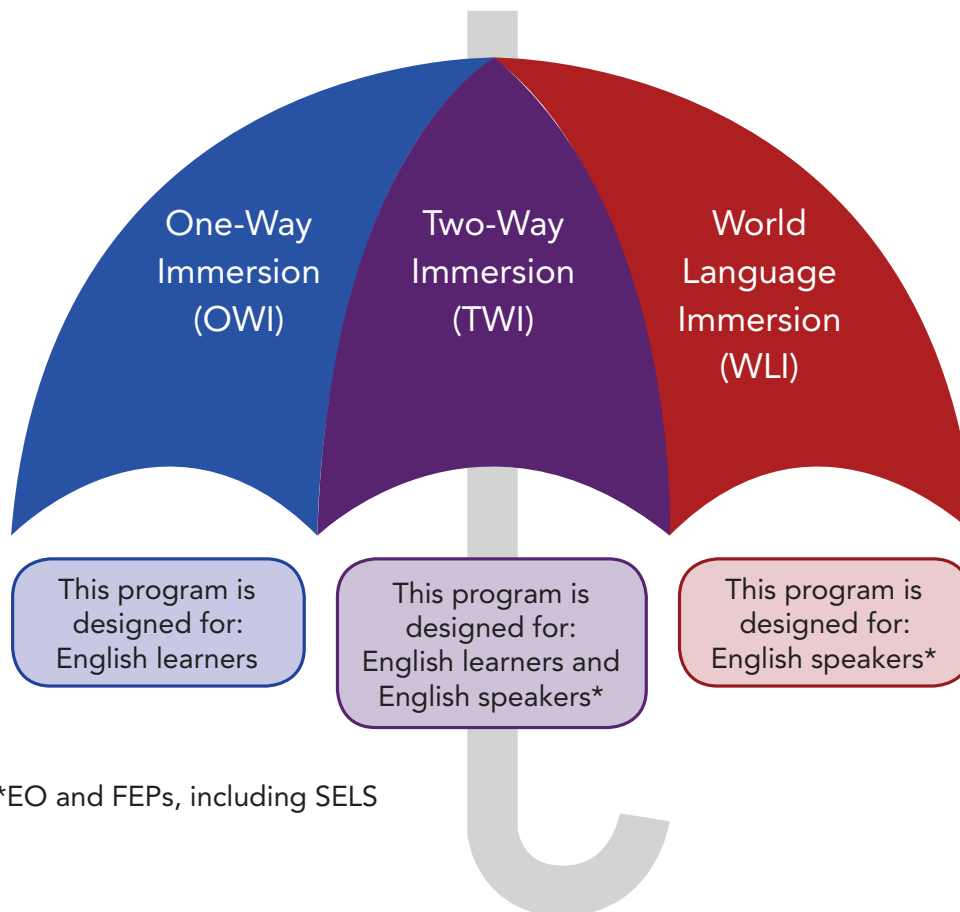 One-Way
Immersion
(OWI)
Two-Way
Immersion
(TWI)
World
Language
Immersion
(WLI)
This program is
designed for:
English learners
This program is
designed for:
English learners and
English speakers*
This program is
designed for:
English speakers*
*EO and FEPs, including SELS